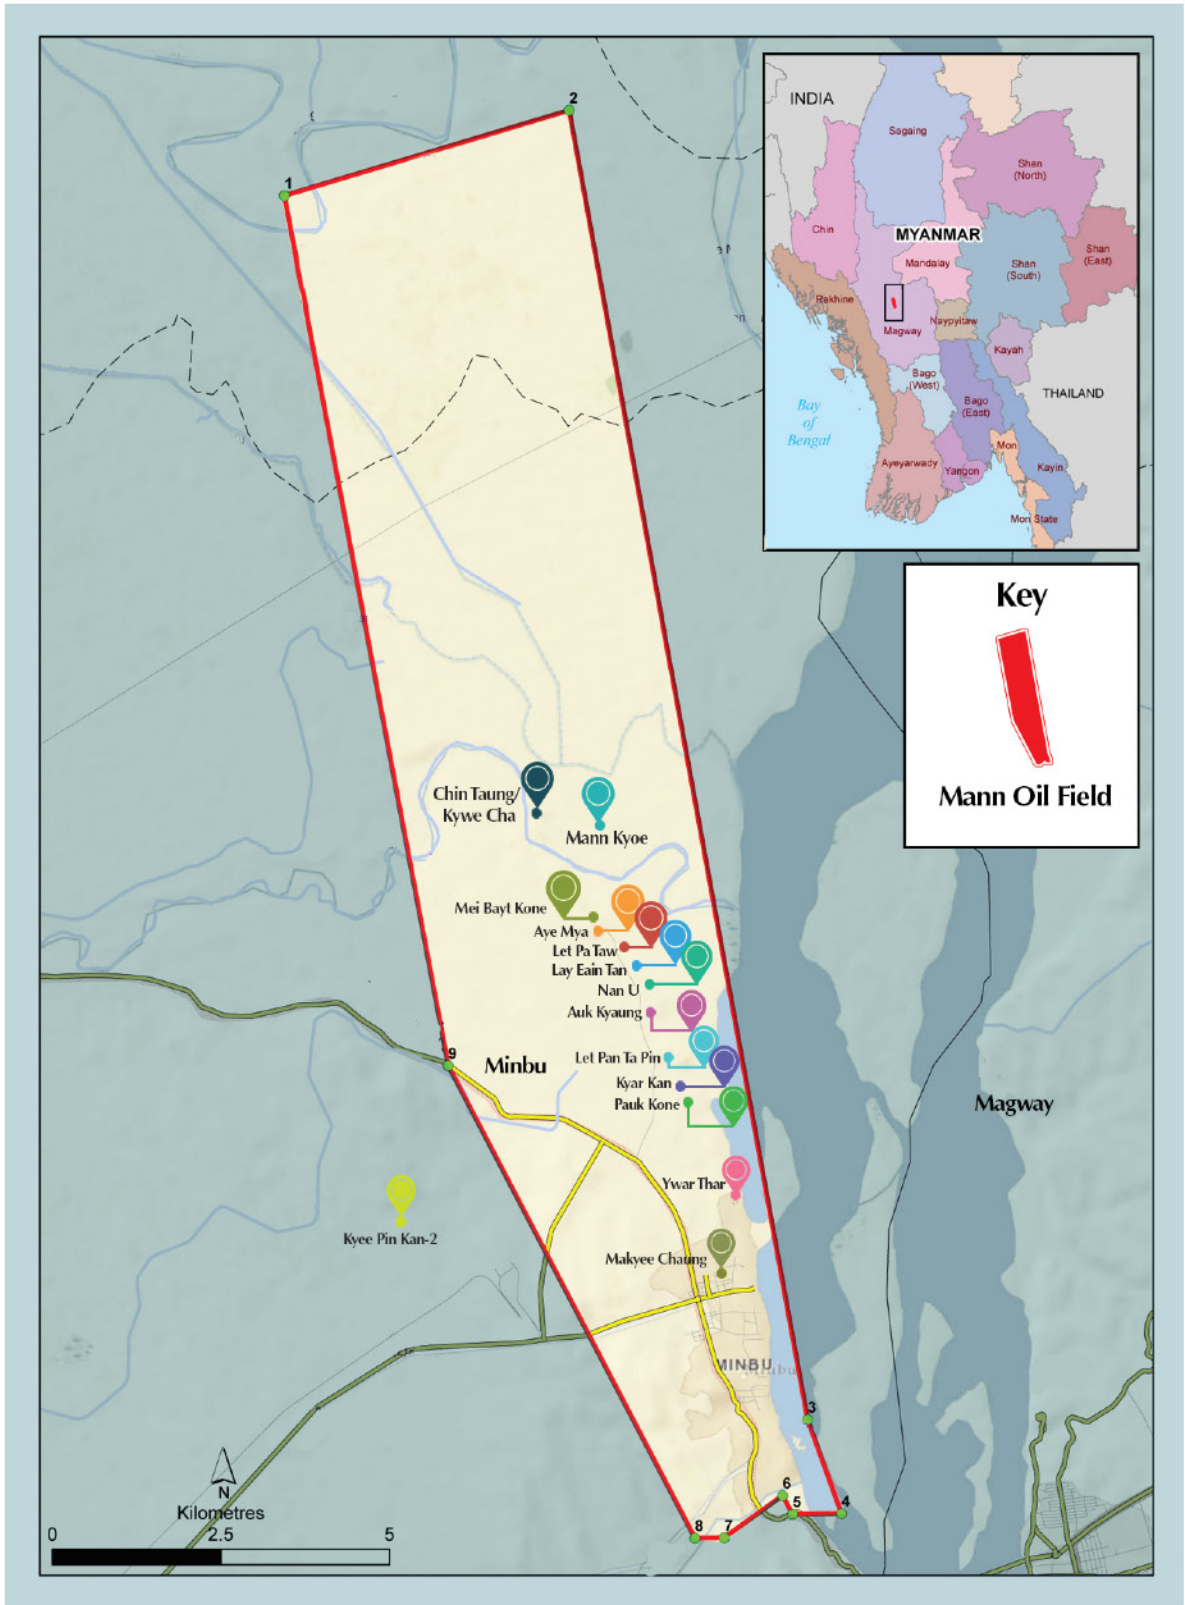 1
2
INDIA
Sagaing
Shan
(North)
Chin
MYANMAR
Mandalay
Shan
(South)
Shan
(East)
Rakhine
Magway
Naypyitaw
Kayah
Bago
(West)
THAILAND
Bay
of
Bengal
Bago
(East)
Mon
Ayeyarwady
Yangon
Kayin
Mon State
Key
Mann Oil Field
Chin Taung/
Kywe Cha
Mann Kyoe
Mei Bayt Kone
Aye Mya
Let Pa Taw
Lay Eain Tan
Nan U
Auk Kyaung
9
Minbu
Let Pan Ta Pin
Kyar Kan
Pauk Kone
Magway
Ywar Thar
Kyee Pin Kan-2
Makyee Chaung
MINBU
Minbu
3
6
5
4
8
7
N
Kilometres
0
2.5
5